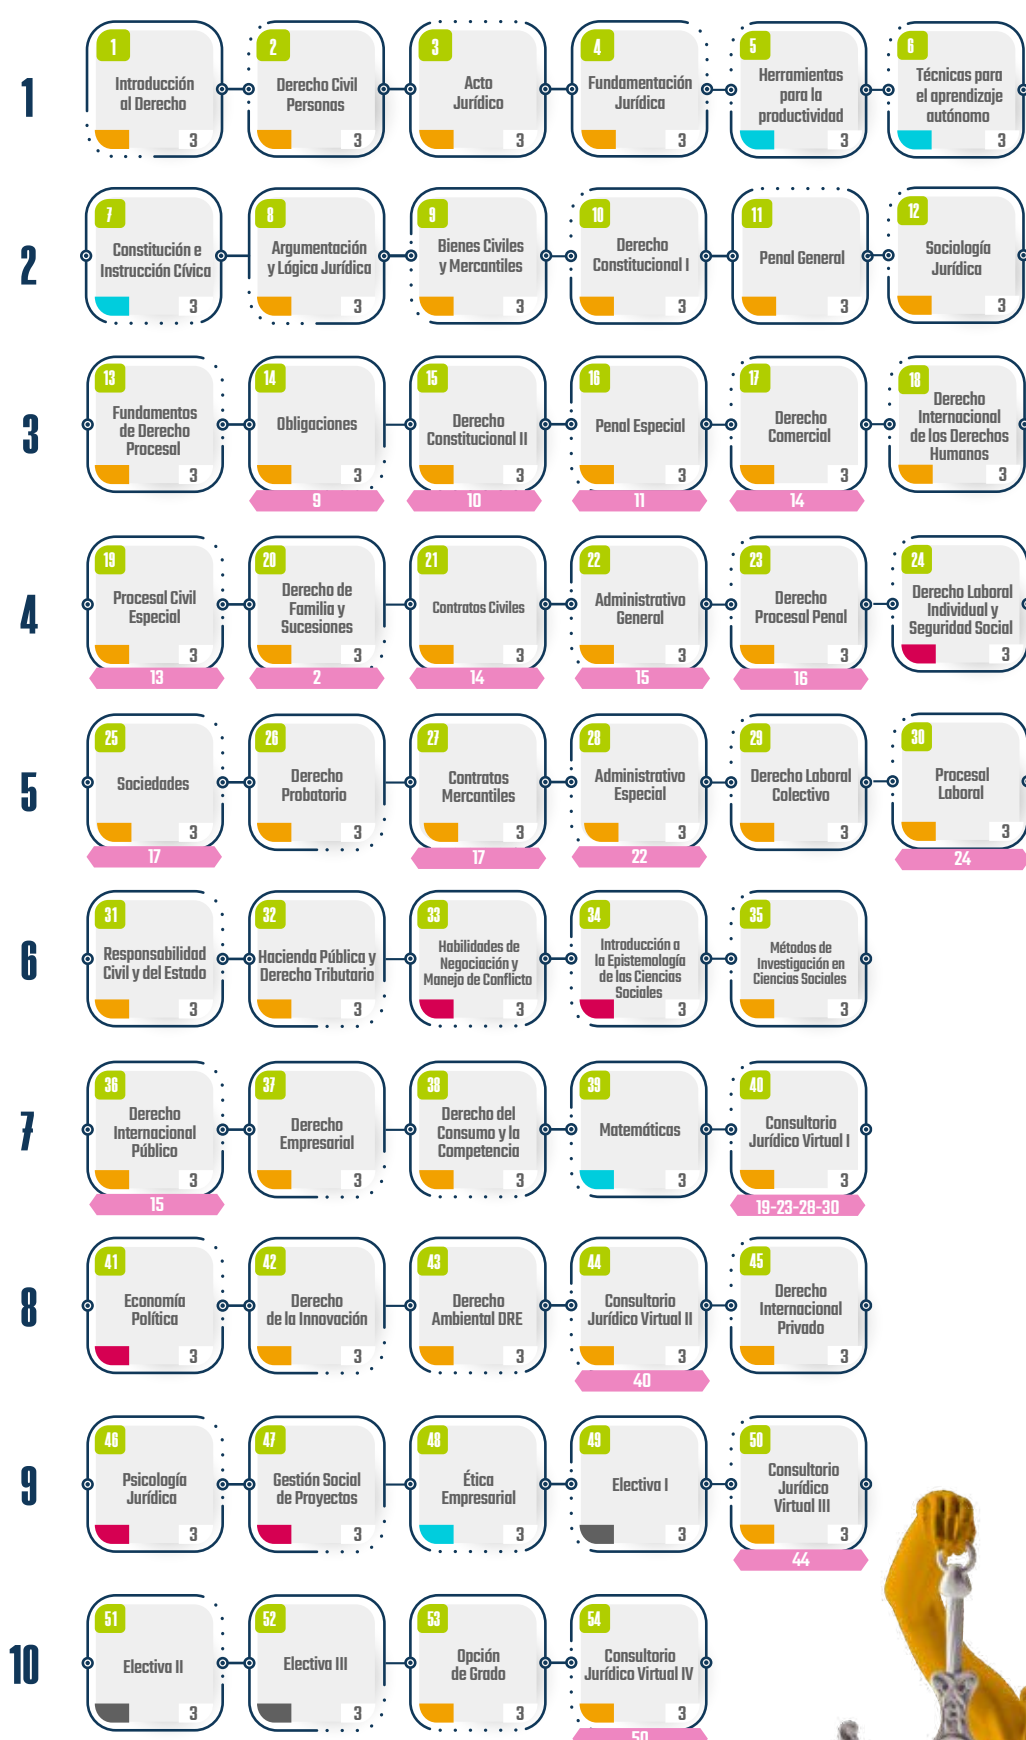 1
1
Introducción
al Derecho
3
2
Derecho Civil
Personas
3
3
Acto
Jurídico
3
4
Fundamentación
Jurídica
3
5
Herramientas
para la
productividad
3
6
Técnicas para
el aprendizaje
autónomo
3
2
7
Constitución e
Instrucción Cívica
3
8
Argumentación
y Lógica Jurídica
3
9
Bienes Civiles
y Mercantiles
3
10
Derecho
Constitucional I
3
11
Penal General
3
12
Sociología
Jurídica
3
3
13
Fundamentos
de Derecho
Procesal
3
14
Obligaciones
3
9
15
Derecho
Constitucional II
3
10
16
Penal Especial
3
11
17
Derecho
Comercial
3
14
18
Derecho
Internacional
de los Derechos
Humanos
3
4
19
Procesal Civil
Especial
3
13
20
Derecho de
Familia y
Sucesiones
3
2
21
Contratos Civiles
3
14
22
Administrativo
General
3
15
23
Derecho
Procesal Penal
3
16
24
Derecho Laboral
Individual y
Seguridad Social
3
5
25
Sociedades
3
17
26
Derecho
Probatorio
3
27
Contratos
Mercantiles
3
17
28
Administrativo
Especial
3
22
29
Derecho Laboral
Colectivo
3
30
Procesal
Laboral
3
24
6
31
Responsabilidad
Civil y del Estado
3
32
Hacienda Pública y
Derecho Tributario
3
33
Habilidades de
Negociación y
Manejo de Conflicto
3
34
Introducción a
la Epistemología
de las Ciencias
Sociales
3
35
Métodos de
Investigación en
Ciencias Sociales
3
7
36
Derecho
Internacional
Público
3
15
37
Derecho
Empresarial
3
38
Derecho del
Consumo y la
Competencia
3
39
Matemáticas
3
40
Consultorio
Jurídico Virtual I
3
19-23-28-30
8
41
Economía
Política
3
42
Derecho
de la Innovación
3
43
Derecho
Ambiental DRE
3
44
Consultorio
Jurídico Virtual II
3
40
45
Derecho
Internacional
Privado
3
9
46
Psicología
Jurídica
3
47
Gestión Social
de Proyectos
3
48
Ética
Empresarial
3
49
Electiva I
3
50
Consultorio
Jurídico
Virtual III
3
44
10
51
Electiva II
3
52
Electiva III
3
53
Opción
de Grado
3
54
Consultorio
Jurídico Virtual IV
3
50